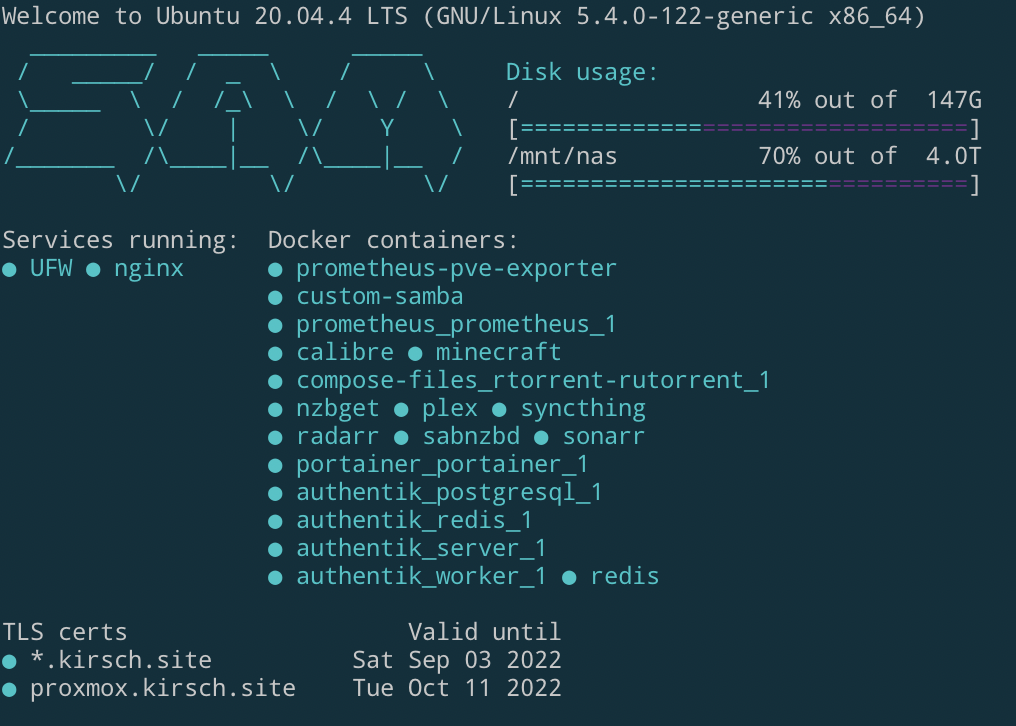 Welcome to Ubuntu 20.04.4 LTS (GNU/Linux 5.4.0-122-generic x86_64)
SAM
Disk usage:
/ 41% out of 147G
[================================]
/mnt/nas 70% out of 4.0T
[================================]
Services running: Docker containers:
● UFW ● nginx ● prometheus-pve-exporter
● custom-samba
● prometheus_prometheus_1
● calibre ● minecraft
● compose-files_rtorrent-rutorrent_1
● nzbget ● plex ● syncthing
● radarr ● sabnzbd ● sonarr
● portainer_portainer_1
● authentik_postgresql_1
● authentik_redis_1
● authentik_server_1
● authentik_worker_1 ● redis
TLS certs Valid until
● *.kirsch.site Sat Sep 03 2022
● proxmox.kirsch.site Tue Oct 11 2022